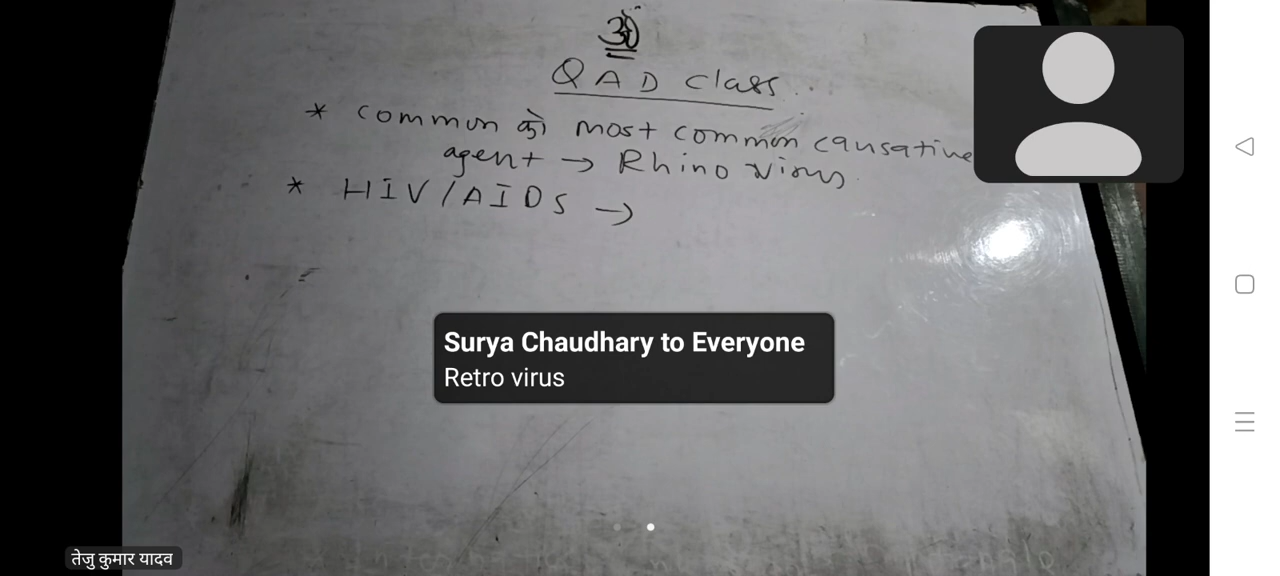 ॐ
QAD class
* common को most common causative
agent → Rhino virus
* HIV/AIDS →
Surya Chaudhary to Everyone
Retro virus
तेजु कुमार यादव